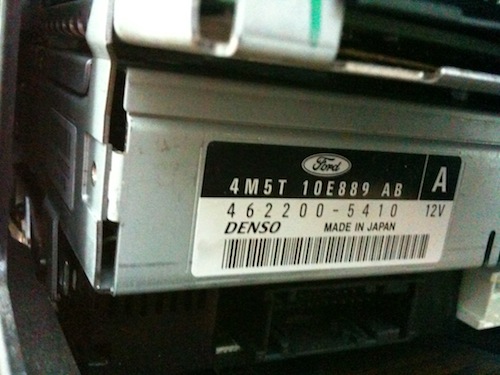 Ford
4M5T 10E889 AB A
462200-5410 12V
DENSO MADE IN JAPAN